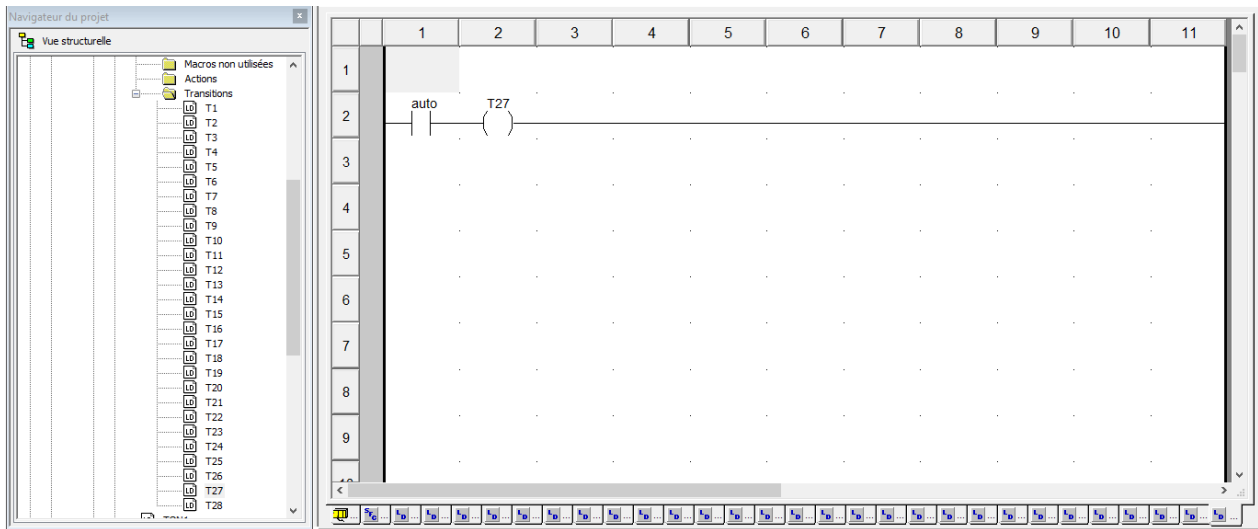 Navigateur du projet
Vue structurelle
Macros non utilisées
Actions
Transitions
T1
T2
T3
T4
T5
T6
T7
T8
T9
T10
T11
T12
T13
T14
T15
T16
T17
T18
T19
T20
T21
T22
T23
T24
T25
T26
T27
T28
1 2 3 4 5 6 7 8 9 10 11
1
auto T27
2
3
4
5
6
7
8
9